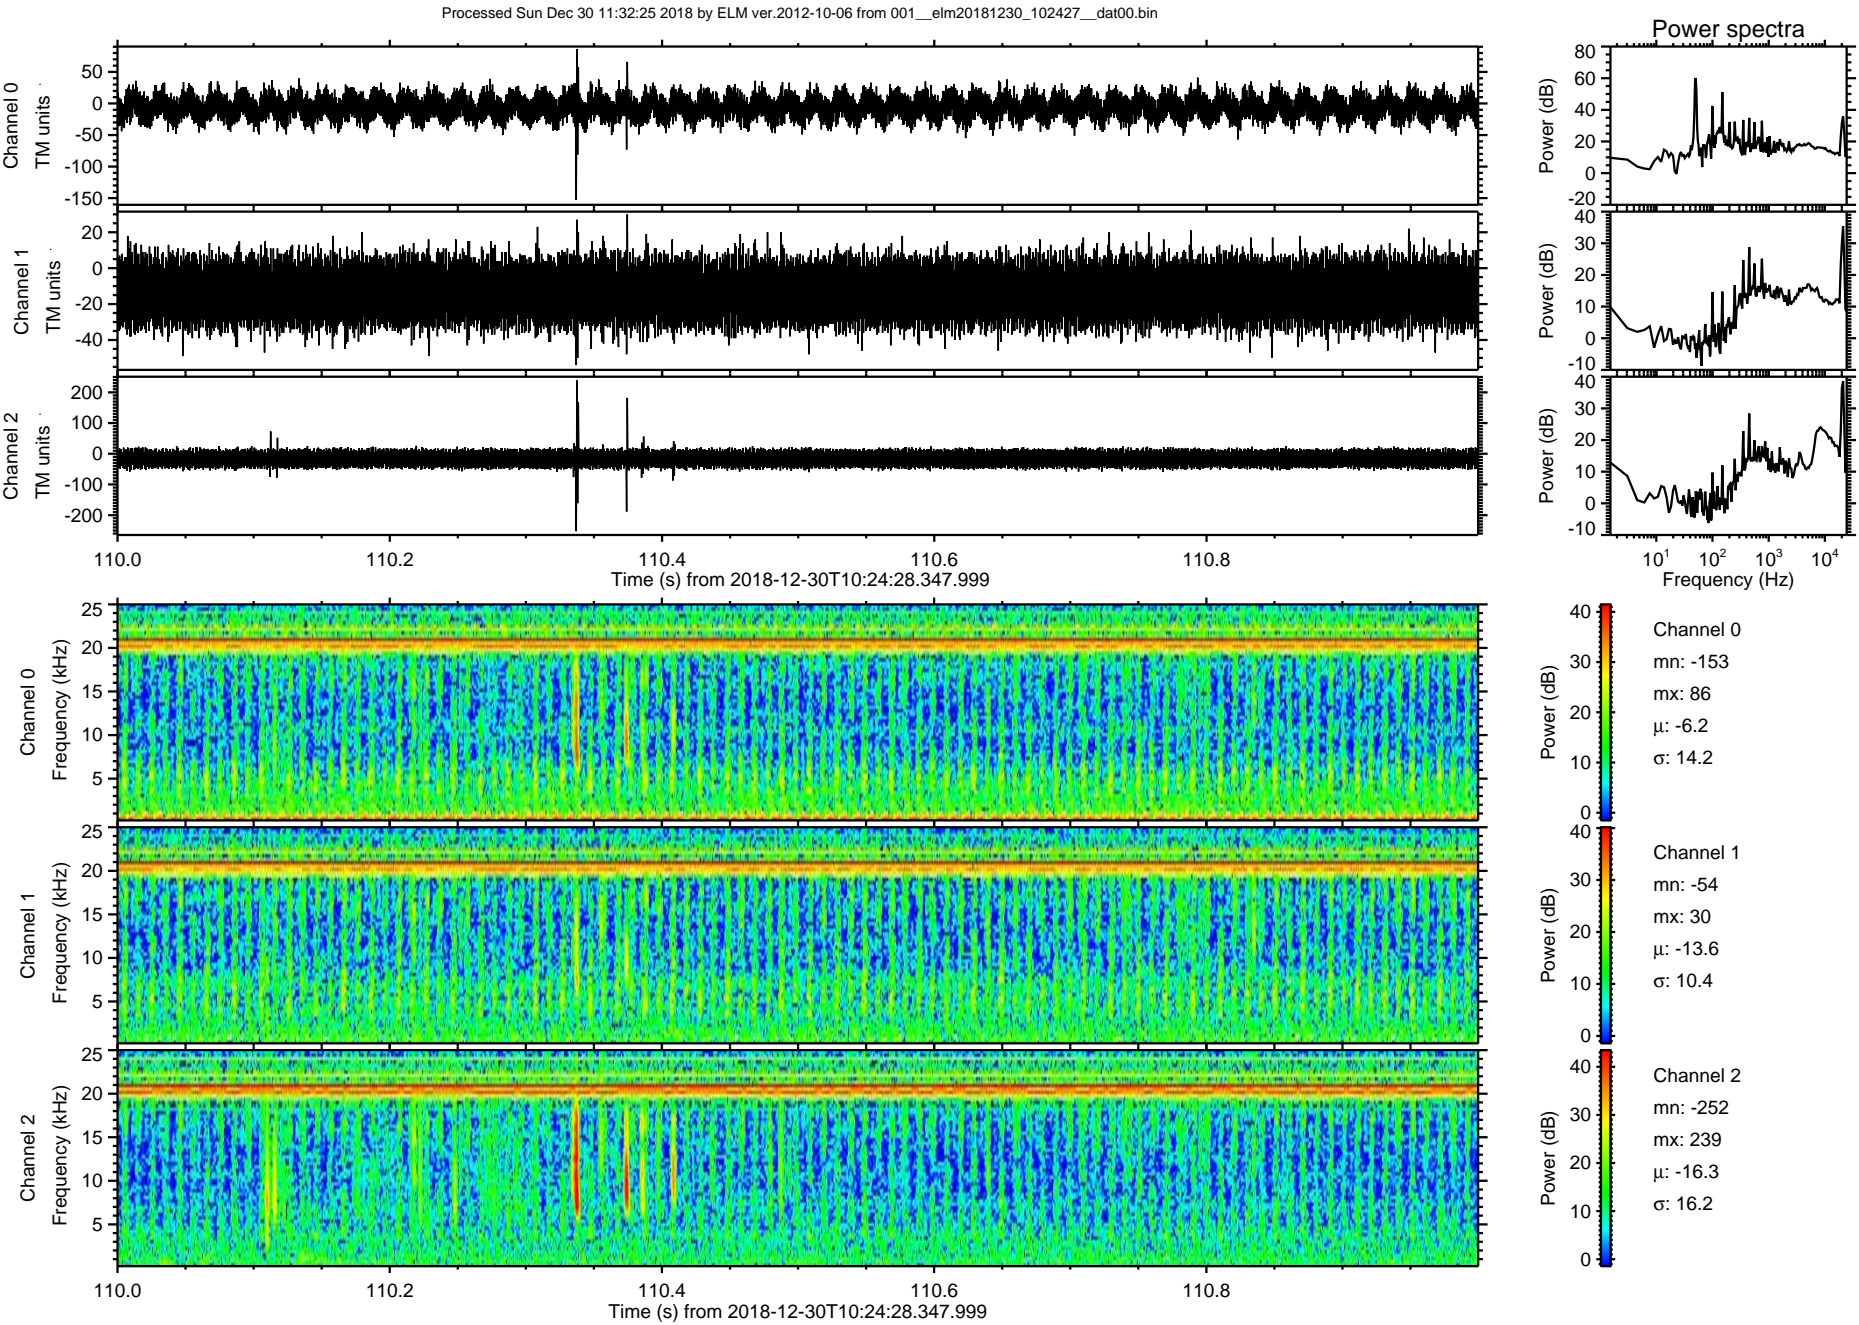 Processed Sun Dec 30 11:32:25 2018 by ELM ver.2012-10-06 from 001__elm20181230_102427__dat00.bin
Power spectra
Channel 0
TM units
50
0
-50
-100
-150
Power (dB)
80
60
40
20
0
-20
Channel 1
TM units
20
0
-20
-40
Power (dB)
40
30
20
10
0
-10
Channel 2
TM units
200
100
0
-100
-200
Power (dB)
40
30
20
10
0
-10
110.0 110.2 110.4 110.6 110.8
Time (s) from 2018-12-30T10:24:28.347.999
10¹ 10² 10³ 10⁴
Frequency (Hz)
Channel 0
Frequency (kHz)
25
20
15
10
5
Power (dB)
40
30
20
10
0
Channel 0
mn: -153
mx: 86
µ: -6.2
σ: 14.2
Channel 1
Frequency (kHz)
25
20
15
10
5
Power (dB)
40
30
20
10
0
Channel 1
mn: -54
mx: 30
µ: -13.6
σ: 10.4
Channel 2
Frequency (kHz)
25
20
15
10
5
Power (dB)
40
30
20
10
0
Channel 2
mn: -252
mx: 239
µ: -16.3
σ: 16.2
110.0 110.2 110.4 110.6 110.8
Time (s) from 2018-12-30T10:24:28.347.999